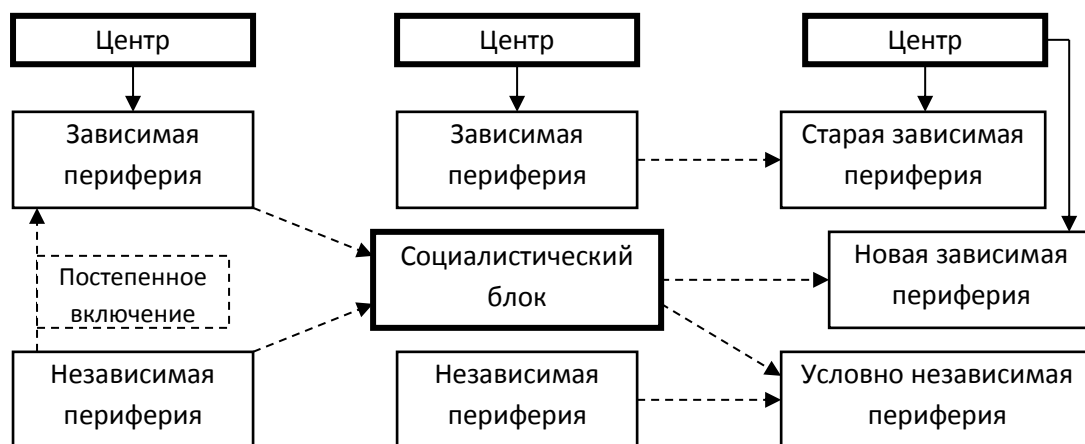 Центр
Центр
Центр
Зависимая
периферия
Зависимая
периферия
Старая зависимая
периферия
Социалистический
блок
Новая зависимая
периферия
Постепенное
включение
Независимая
периферия
Независимая
периферия
Условно независимая
периферия